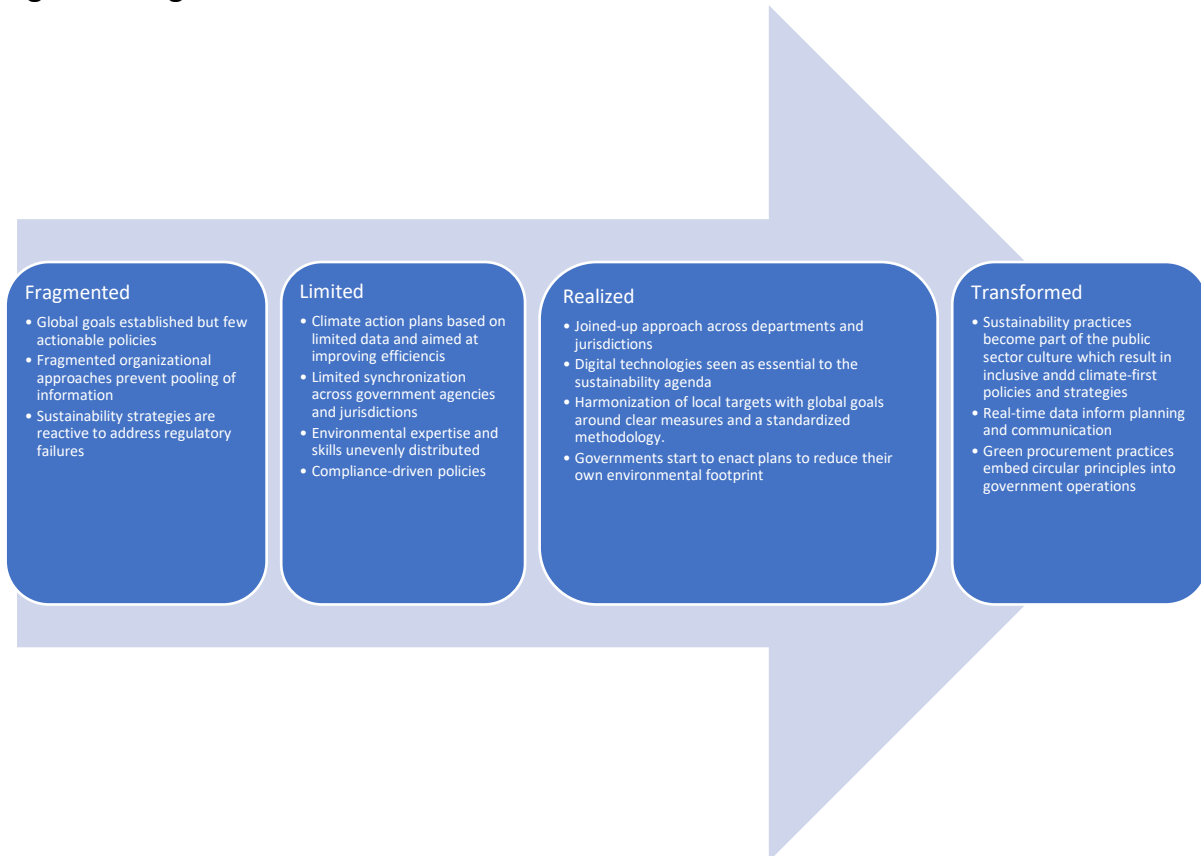 Fragmented
• Global goals established but few
actionable policies
• Fragmented organizational
approaches prevent pooling of
information
• Sustainability strategies are
reactive to address regulatory
failures
Limited
• Climate action plans based on
limited data and aimed at
improving efficiencis
• Limited synchronization
across government agencies
and jurisdictions
• Environmental expertise and
skills unevenly distributed
• Compliance-driven policies
Realized
• Joined-up approach across departments and
jurisdictions
• Digital technologies seen as essential to the
sustainability agenda
• Harmonization of local targets with global goals
around clear measures and a standardized
methodology.
• Governments start to enact plans to reduce their
own environmental footprint
Transformed
• Sustainability practices
become part of the public
sector culture which result in
inclusive andd climate-first
policies and strategies
• Real-time data inform planning
and communication
• Green procurement practices
embed circular principles into
government operations